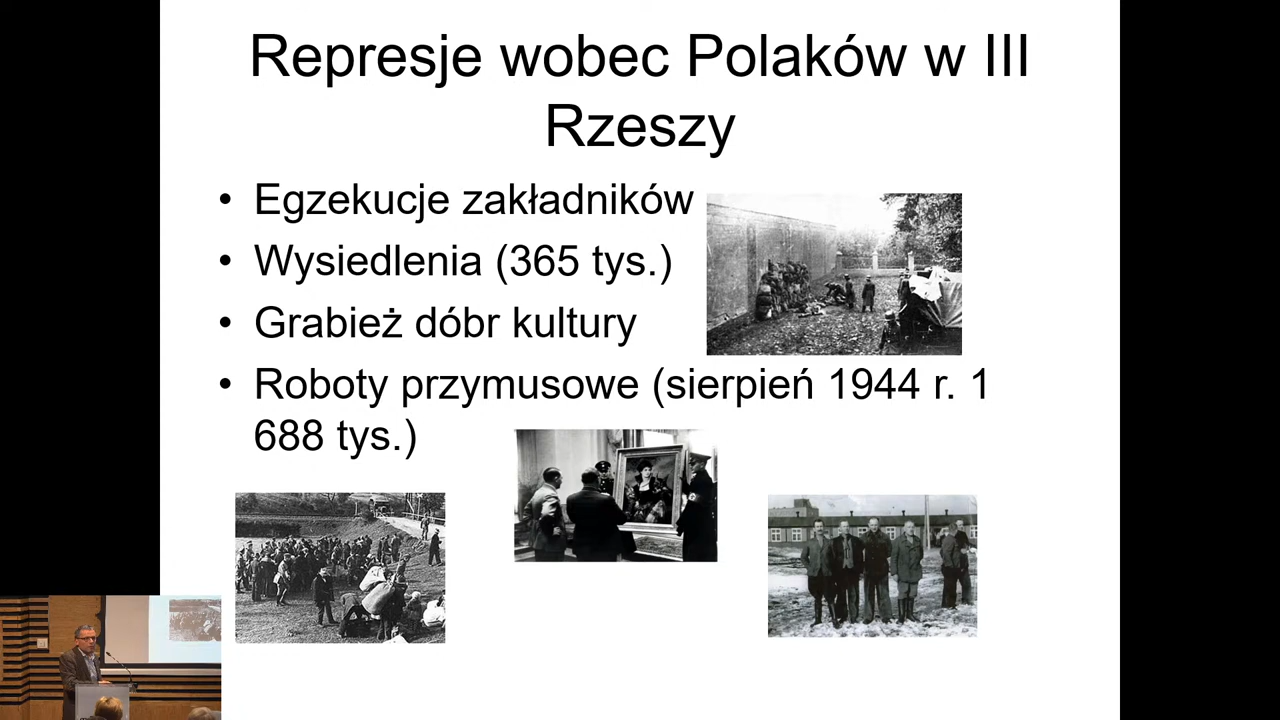 Represje wobec Polaków w III
Rzeszy
• Egzekucje zakładników
• Wysiedlenia (365 tys.)
• Grabież dóbr kultury
• Roboty przymusowe (sierpień 1944 r. 1
688 tys.)